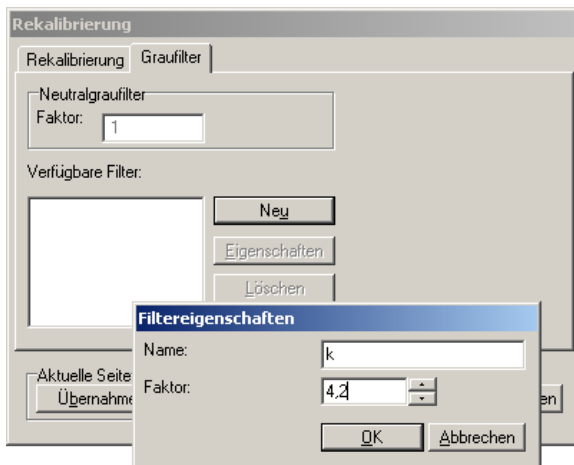 Rekalibrierung
Rekalibrierung Graufilter
Neutralgraufilter
Faktor: 1
Verfügbare Filter:
Neu
Eigenschaften
Löschen
Filtereigenschaften
Name: k
Aktuelle Seite
Faktor: 4,2
Übernahme
en
OK Abbrechen